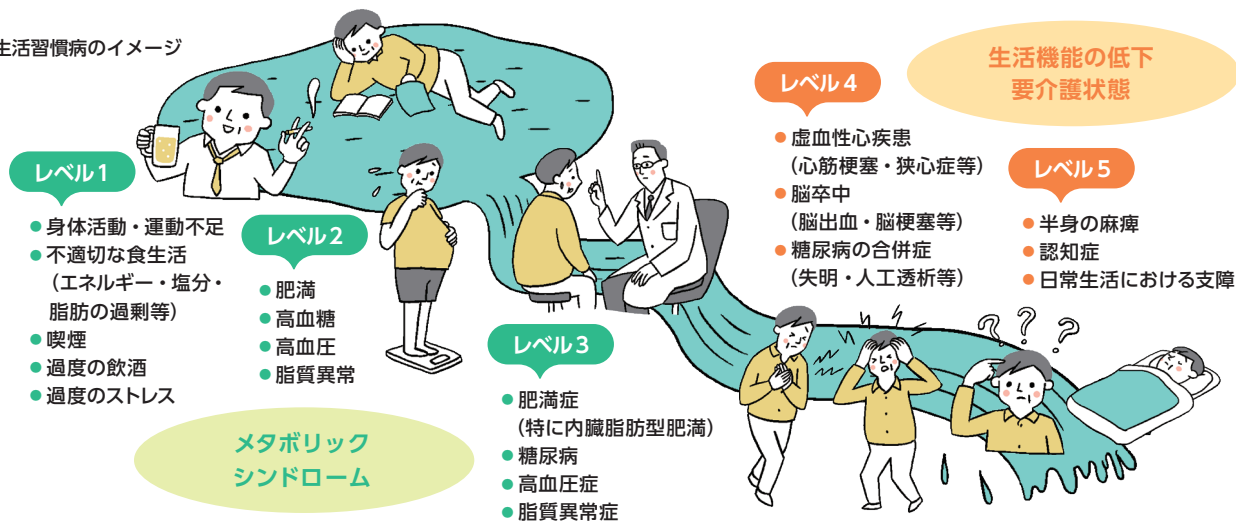 生活習慣病のイメージ
レベル1
●身体活動・運動不足
●不適切な食生活
(エネルギー・塩分・
脂肪の過剰等)
●喫煙
●過度の飲酒
●過度のストレス
レベル2
●肥満
●高血糖
●高血圧
●脂質異常
メタボリック
シンドローム
レベル3
●肥満症
(特に内臓脂肪型肥満)
●糖尿病
●高血圧症
●脂質異常症
レベル4
●虚血性心疾患
(心筋梗塞・狭心症等)
●脳卒中
(脳出血・脳梗塞等)
●糖尿病の合併症
(失明・人工透析等)
生活機能の低下
要介護状態
レベル5
●半身の麻痺
●認知症
●日常生活における支障
? ? ?